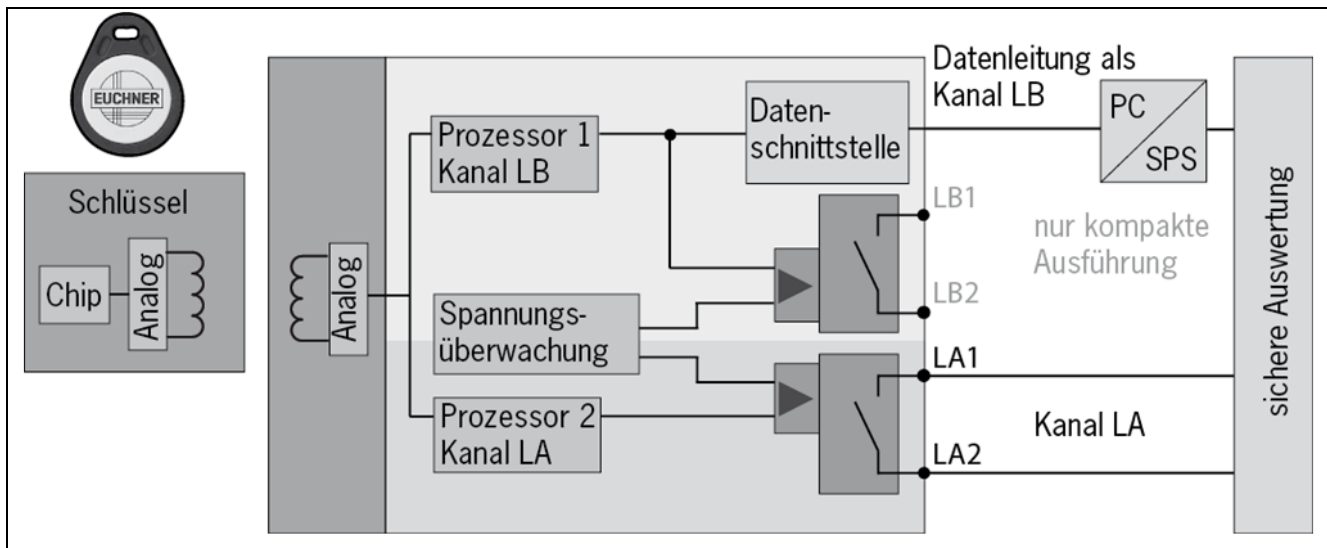 EUCHNER
Schlüssel
Chip
Analog
Analog
Prozessor 1
Kanal LB
Spannungs-
überwachung
Prozessor 2
Kanal LA
Daten-
schnittstelle
Datenleitung als
Kanal LB
PC
SPS
LB1
LB2
nur kompakte
Ausführung
LA1
Kanal LA
LA2
sichere Auswertung